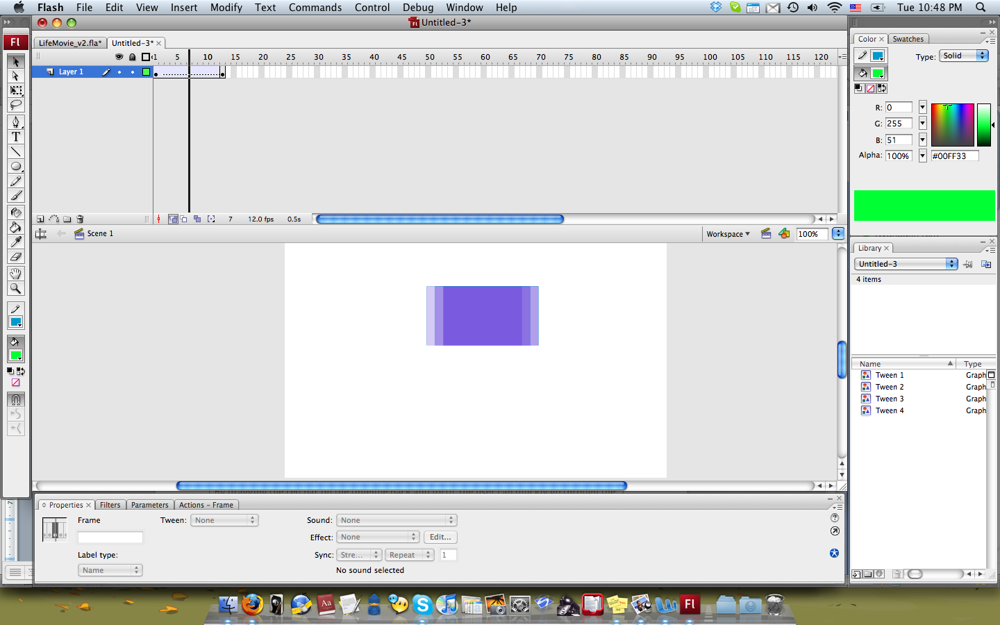 Flash File Edit View Insert Modify Text Commands Control Debug Window Help Tue 10:48 PM
Untitled-3*
LifeMovie_v2.fla* Untitled-3*
1 5 10 15 20 25 30 35 40 45 50 55 60 65 70 75 80 85 90 95 100 105 110 115 120
Layer 1
7 12.0 fps 0.5s
Scene 1 Workspace 100%
Fl
T
Color Swatches
Type: Solid
R: 0
G: 255
B: 51
Alpha: 100% #00FF33
Library
Untitled-3
4 items
Name Type
Tween 1 Graph
Tween 2 Graph
Tween 3 Graph
Tween 4 Graph
Properties Filters Parameters Actions - Frame
Frame Tween: None Sound: None
Effect: None Edit...
Label type: Sync: Stre... Repeat 1
Name No sound selected
Aa
Fl